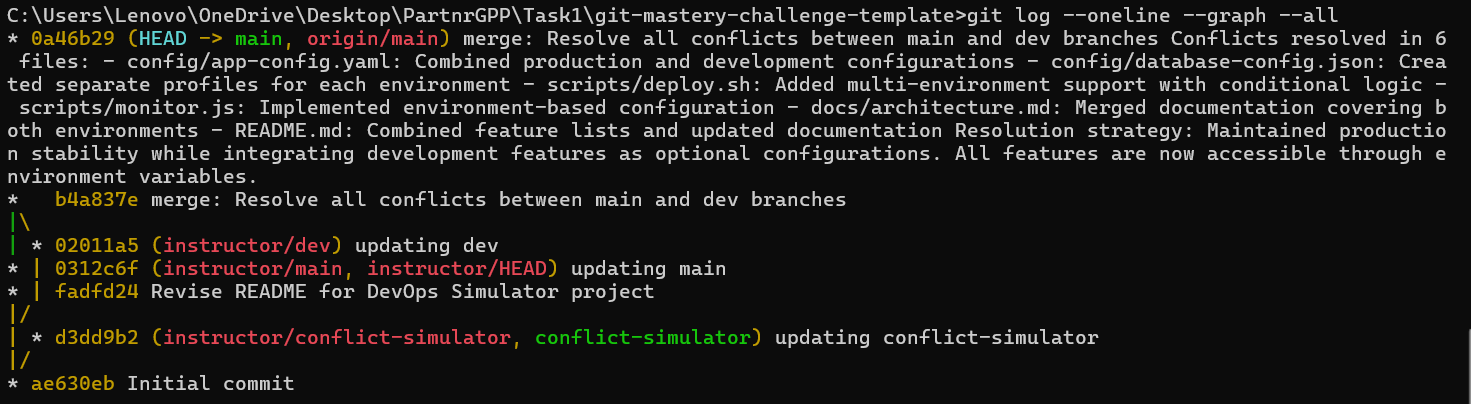 C:\Users\Lenovo\OneDrive\Desktop\PartnrGPP\Task1\git-mastery-challenge-template>git log --oneline --graph --all
* 0a46b29 (HEAD -> main, origin/main) merge: Resolve all conflicts between main and dev branches Conflicts resolved in 6
 files: - config/app-config.yaml: Combined production and development configurations - config/database-config.json: Crea
ted separate profiles for each environment - scripts/deploy.sh: Added multi-environment support with conditional logic -
 scripts/monitor.js: Implemented environment-based configuration - docs/architecture.md: Merged documentation covering b
oth environments - README.md: Combined feature lists and updated documentation Resolution strategy: Maintained productio
n stability while integrating development features as optional configurations. All features are now accessible through e
nvironment variables.
*   b4a837e merge: Resolve all conflicts between main and dev branches
|\
| * 02011a5 (instructor/dev) updating dev
* | 0312c6f (instructor/main, instructor/HEAD) updating main
* | fadfd24 Revise README for DevOps Simulator project
|/
| * d3dd9b2 (instructor/conflict-simulator, conflict-simulator) updating conflict-simulator
|/
* ae630eb Initial commit